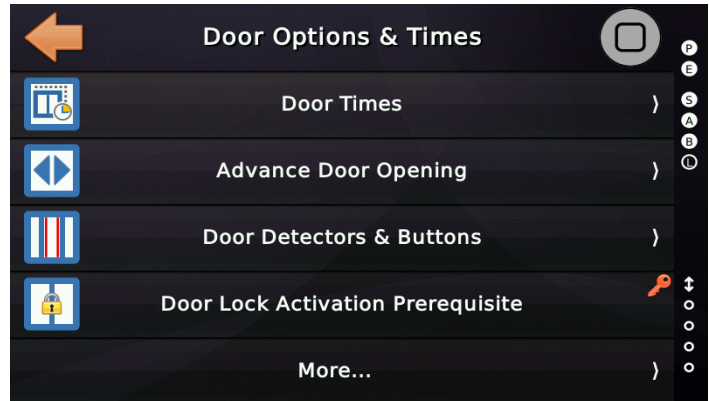 Door Options & Times
Door Times
Advance Door Opening
Door Detectors & Buttons
Door Lock Activation Prerequisite
More...
P
E
S
A
B
L